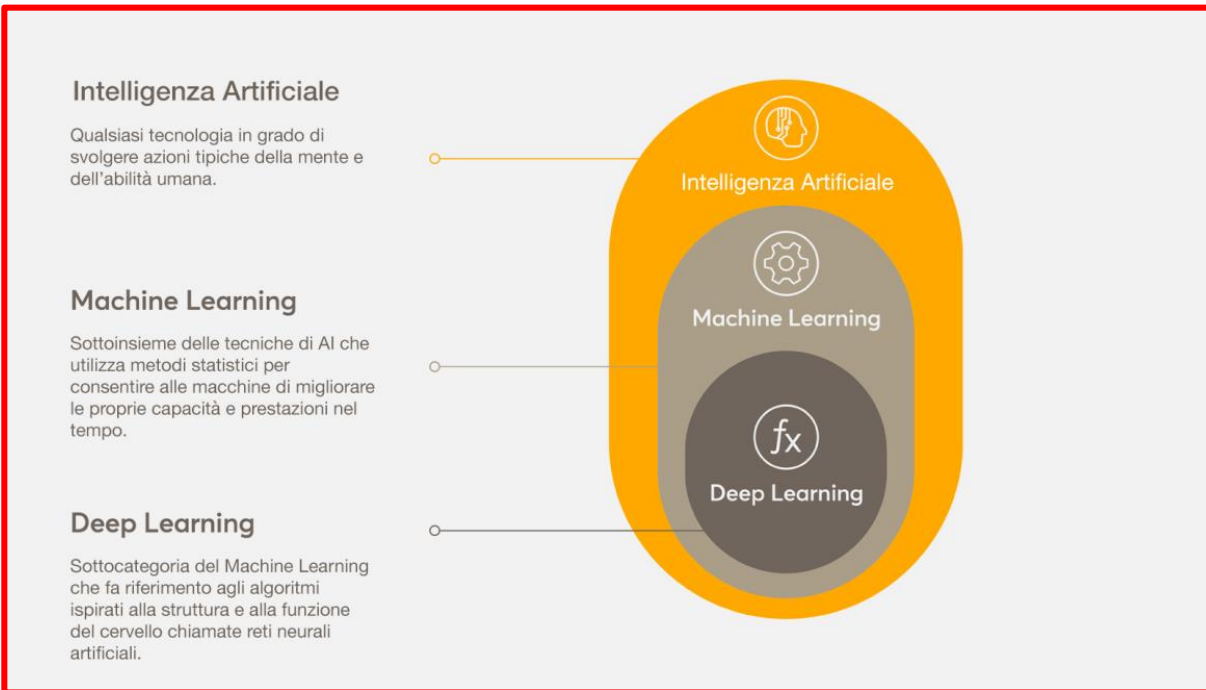 Intelligenza Artificiale
Qualsiasi tecnologia in grado di
svolgere azioni tipiche della mente e
dell'abilità umana.
Machine Learning
Sottoinsieme delle tecniche di AI che
utilizza metodi statistici per
consentire alle macchine di migliorare
le proprie capacità e prestazioni nel
tempo.
Deep Learning
Sottocategoria del Machine Learning
che fa riferimento agli algoritmi
ispirati alla struttura e alla funzione
del cervello chiamate reti neurali
artificiali.
Intelligenza Artificiale
Machine Learning
fx
Deep Learning